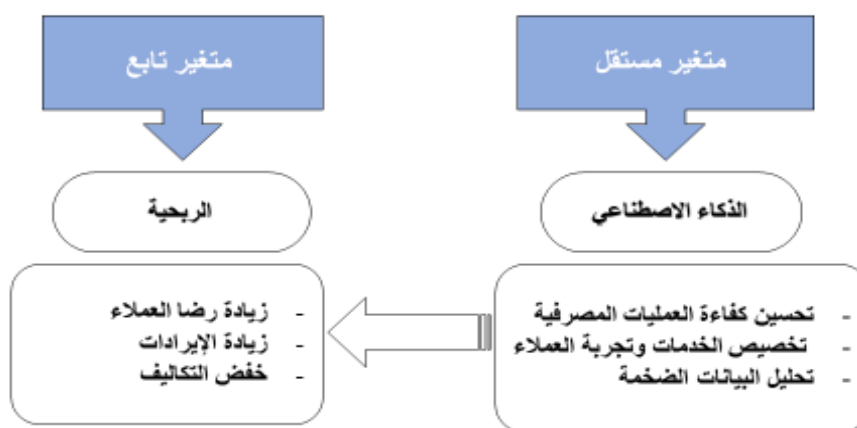 متغير مستقل
متغير تابع
الذكاء الاصطناعي
الربحية
- تحسين كفاءة العمليات المصرفية
- تخصيص الخدمات وتجربة العملاء
- تحليل البيانات الضخمة
- زيادة رضا العملاء
- زيادة الإيرادات
- خفض التكاليف